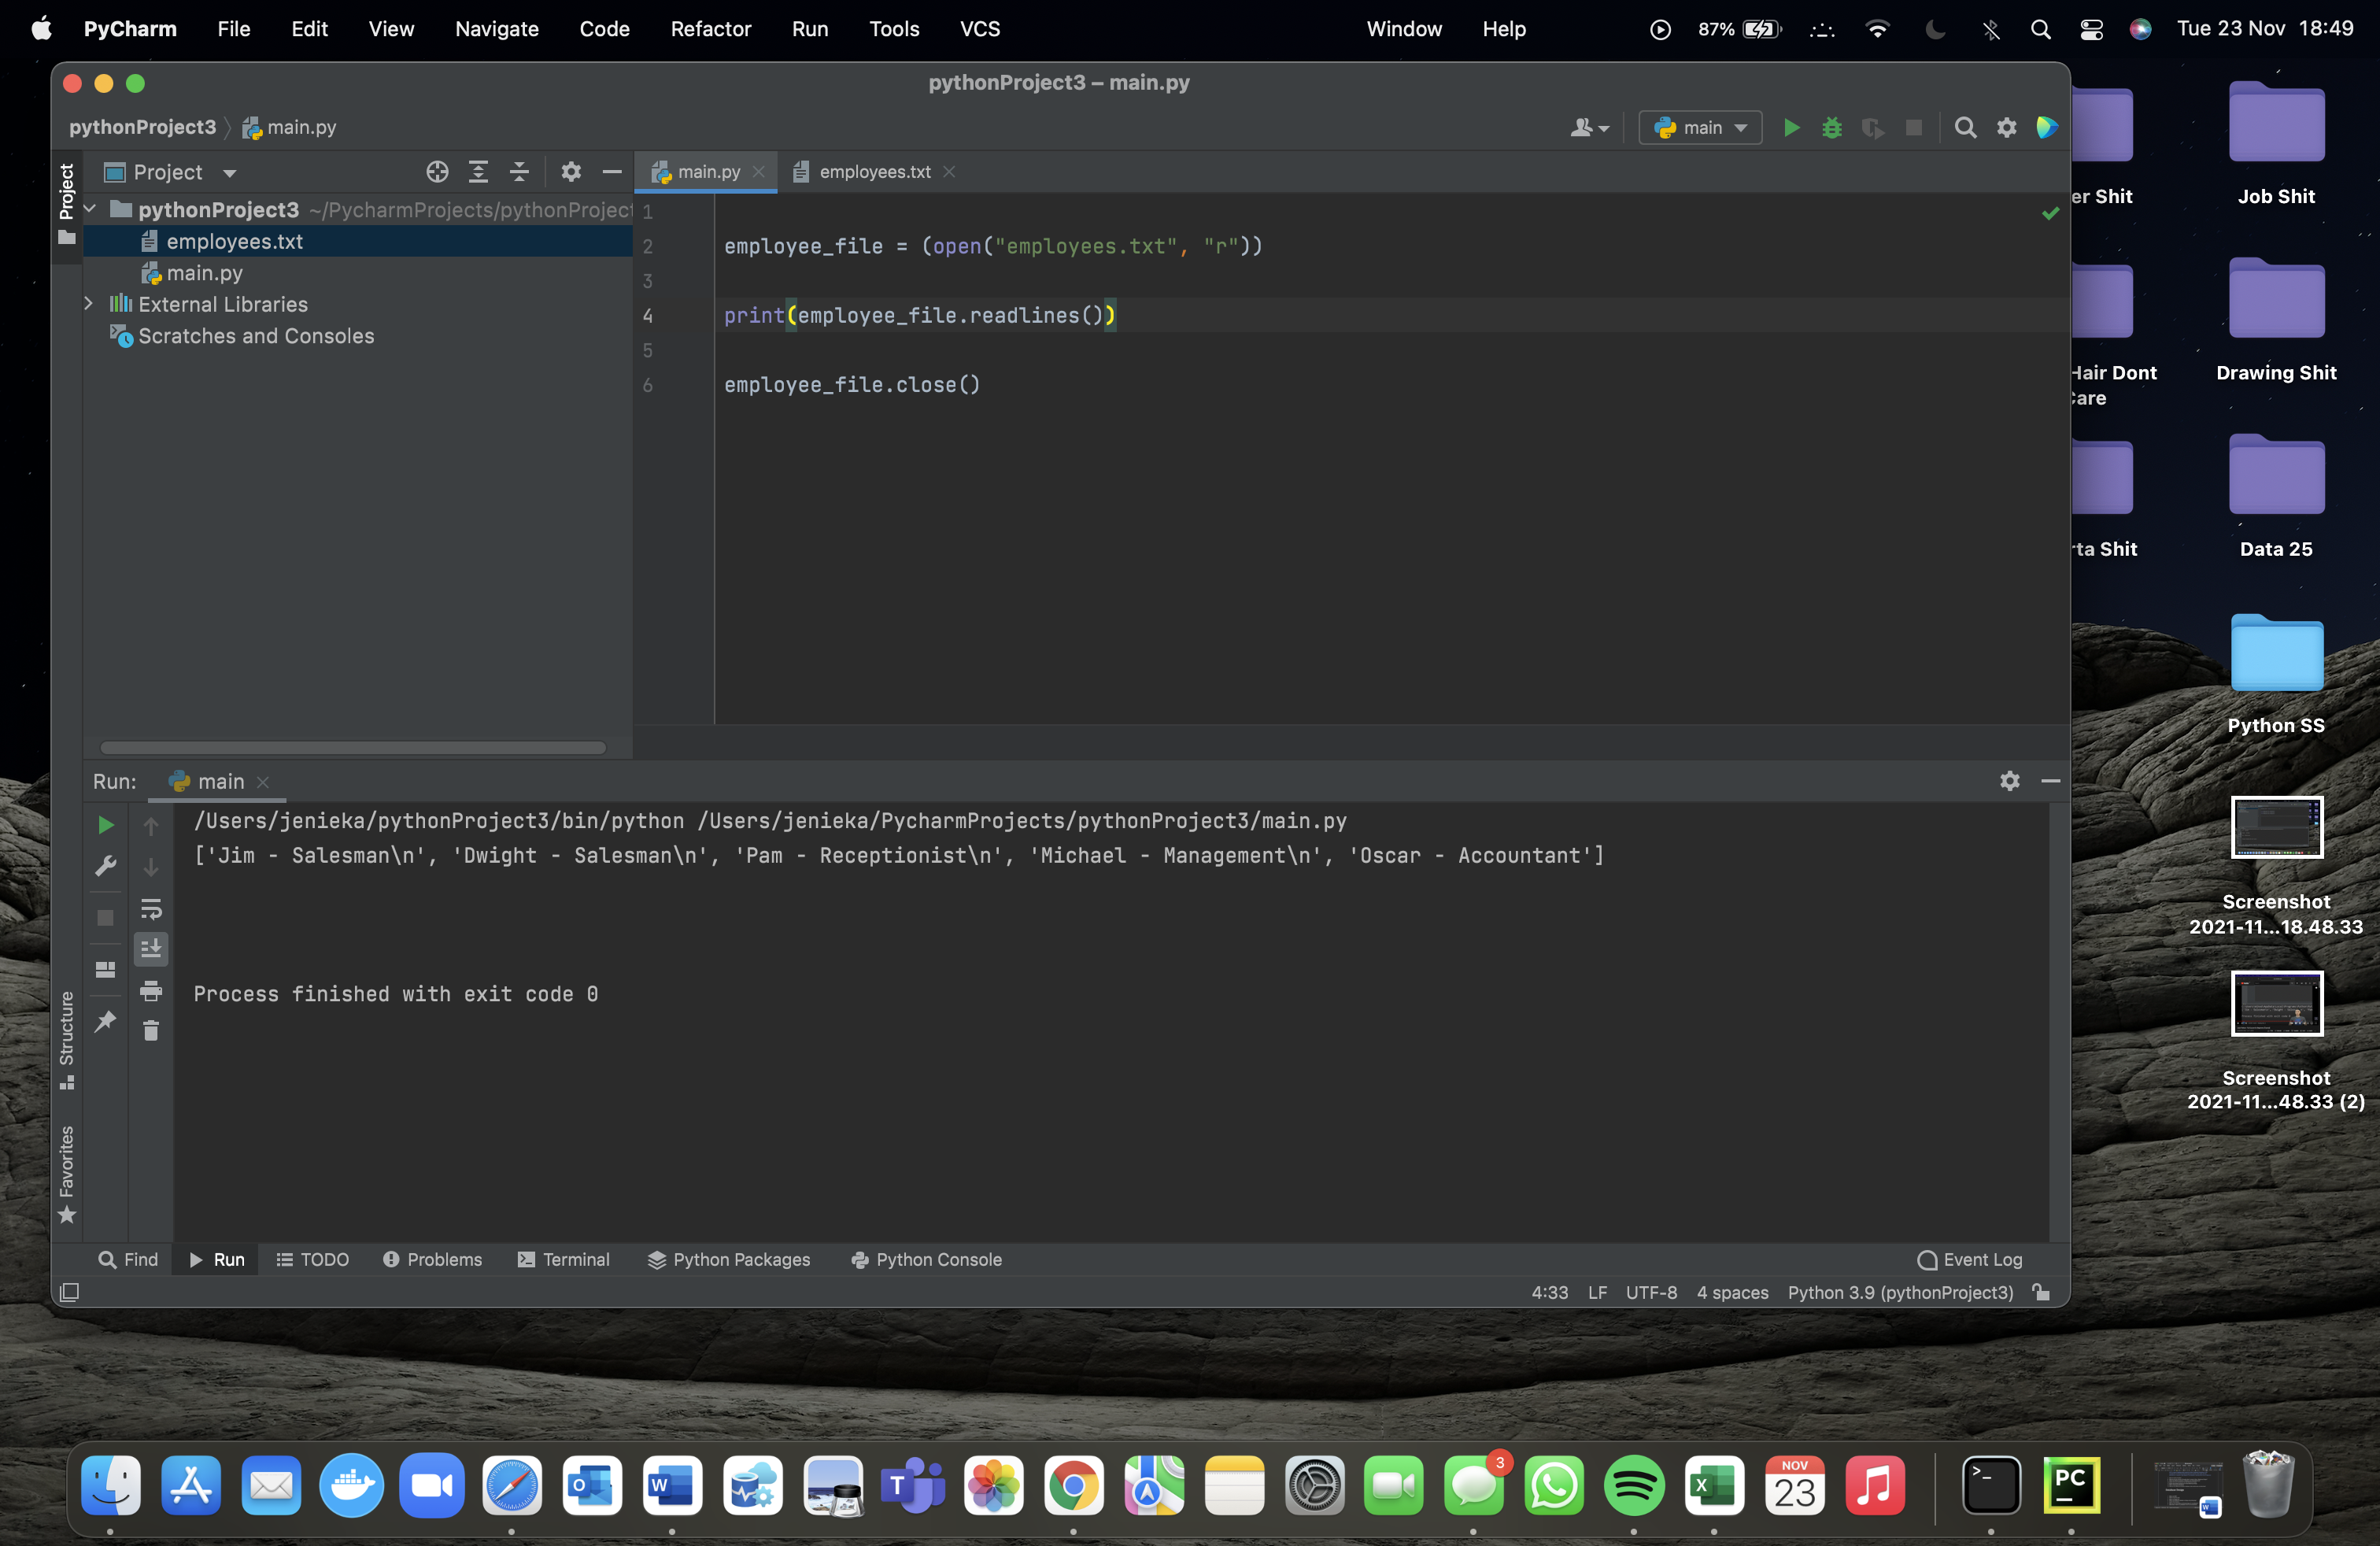 PyCharm File Edit View Navigate Code Refactor Run Tools VCS Window Help 87% Tue 23 Nov 18:49
pythonProject3 – main.py
pythonProject3 main.py
main
Project
Project
main.py
employees.txt
pythonProject3 ~/PycharmProjects/pythonProject
employees.txt
main.py
External Libraries
Scratches and Consoles
1
2 employee_file = (open("employees.txt", "r"))
3
4 print(employee_file.readlines())
5
6 employee_file.close()
Run: main
/Users/jenieka/pythonProject3/bin/python /Users/jenieka/PycharmProjects/pythonProject3/main.py
['Jim - Salesman\n', 'Dwight - Salesman\n', 'Pam - Receptionist\n', 'Michael - Management\n', 'Oscar - Accountant']
Process finished with exit code 0
Structure
Favorites
Find Run TODO Problems Terminal Python Packages Python Console Event Log
4:33 LF UTF-8 4 spaces Python 3.9 (pythonProject3)
er Shit
Job Shit
Hair Dont
Care
Drawing Shit
rta Shit
Data 25
Python SS
Screenshot
2021-11...18.48.33
Screenshot
2021-11...48.33 (2)
3
NOV
23
PC